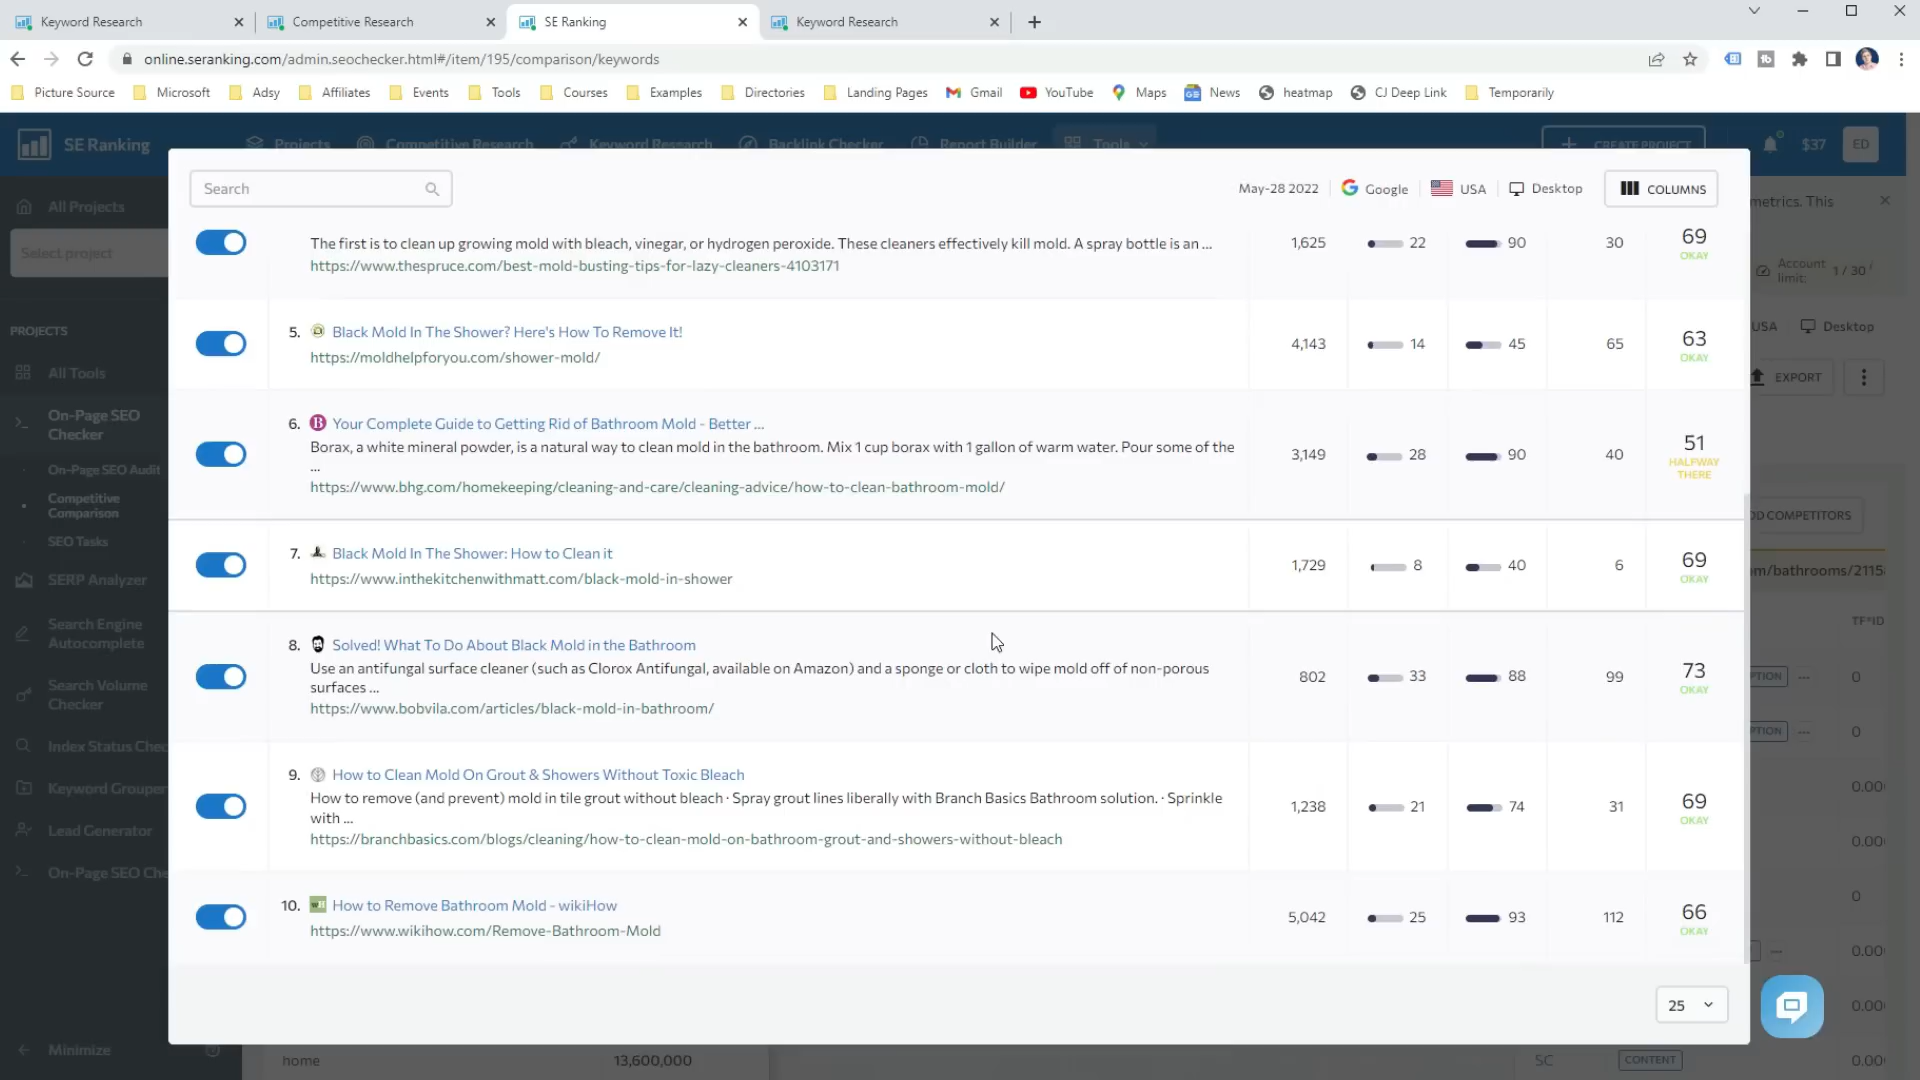 Keyword Research
Competitive Research
SE Ranking
Keyword Research
online.seranking.com/admin.seochecker.html#/item/195/comparison/keywords
Picture Source
Microsoft
Adsy
Affiliates
Events
Tools
Courses
Examples
Directories
Landing Pages
Gmail
YouTube
Maps
News
heatmap
CJ Deep Link
Temporarily
SE Ranking
Projects
Competitive Research
Keyword Research
Backlink Checker
Report Builder
Tools
CREATE PROJECT
$37
ED
All Projects
Select project
PROJECTS
All Tools
On-Page SEO
Checker
On-Page SEO Audit
Competitive
Comparison
SEO Tasks
SERP Analyzer
Search Engine
Autocomplete
Search Volume
Checker
Index Status Chec
Keyword Grouper
Lead Generator
On-Page SEO Che
Minimize
Search
May-28 2022
Google
USA
Desktop
COLUMNS
The first is to clean up growing mold with bleach, vinegar, or hydrogen peroxide. These cleaners effectively kill mold. A spray bottle is an ...
https://www.thespruce.com/best-mold-busting-tips-for-lazy-cleaners-4103171
1,625
22
90
30
69
OKAY
5. Black Mold In The Shower? Here's How To Remove It!
https://moldhelpforyou.com/shower-mold/
4,143
14
45
65
63
OKAY
6. Your Complete Guide to Getting Rid of Bathroom Mold - Better ...
Borax, a white mineral powder, is a natural way to clean mold in the bathroom. Mix 1 cup borax with 1 gallon of warm water. Pour some of the
...
https://www.bhg.com/homekeeping/cleaning-and-care/cleaning-advice/how-to-clean-bathroom-mold/
3,149
28
90
40
51
HALFWAY
THERE
7. Black Mold In The Shower: How to Clean it
https://www.inthekitchenwithmatt.com/black-mold-in-shower
1,729
8
40
6
69
OKAY
8. Solved! What To Do About Black Mold in the Bathroom
Use an antifungal surface cleaner (such as Clorox Antifungal, available on Amazon) and a sponge or cloth to wipe mold off of non-porous
surfaces ...
https://www.bobvila.com/articles/black-mold-in-bathroom/
802
33
88
99
73
OKAY
9. How to Clean Mold On Grout & Showers Without Toxic Bleach
How to remove (and prevent) mold in tile grout without bleach · Spray grout lines liberally with Branch Basics Bathroom solution. · Sprinkle
with ...
https://branchbasics.com/blogs/cleaning/how-to-clean-mold-on-bathroom-grout-and-showers-without-bleach
1,238
21
74
31
69
OKAY
10. How to Remove Bathroom Mold - wikiHow
https://www.wikihow.com/Remove-Bathroom-Mold
5,042
25
93
112
66
OKAY
25
metrics. This
Account
limit:
1 / 30
USA
Desktop
EXPORT
DD COMPETITORS
om/bathrooms/2115
TF*ID
PTION
...
0
PTION
...
0
0.00
0.00
0
...
0.00
0.00
home
13,600,000
SC
CONTENT
0.00